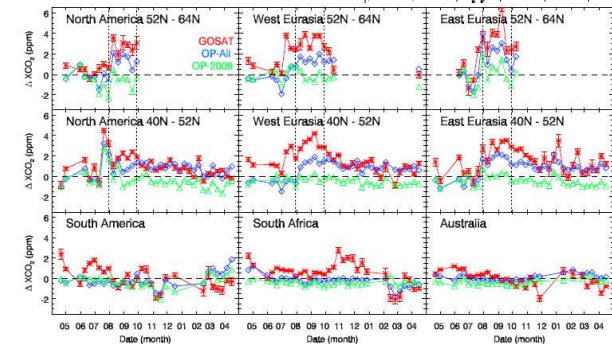 North America 52N - 64N
West Eurasia 52N - 64N
East Eurasia 52N - 64N
GOSAT
OP-All
OP-2009
Δ XCO₂ (ppm)
6
4
2
0
-2
North America 40N - 52N
West Eurasia 40N - 52N
East Eurasia 40N - 52N
Δ XCO₂ (ppm)
6
4
2
0
-2
South America
South Africa
Australia
Δ XCO₂ (ppm)
6
4
2
0
-2
05 06 07 08 09 10 11 12 01 02 03 04
05 06 07 08 09 10 11 12 01 02 03 04
05 06 07 08 09 10 11 12 01 02 03 04
Date (month)
Date (month)
Date (month)